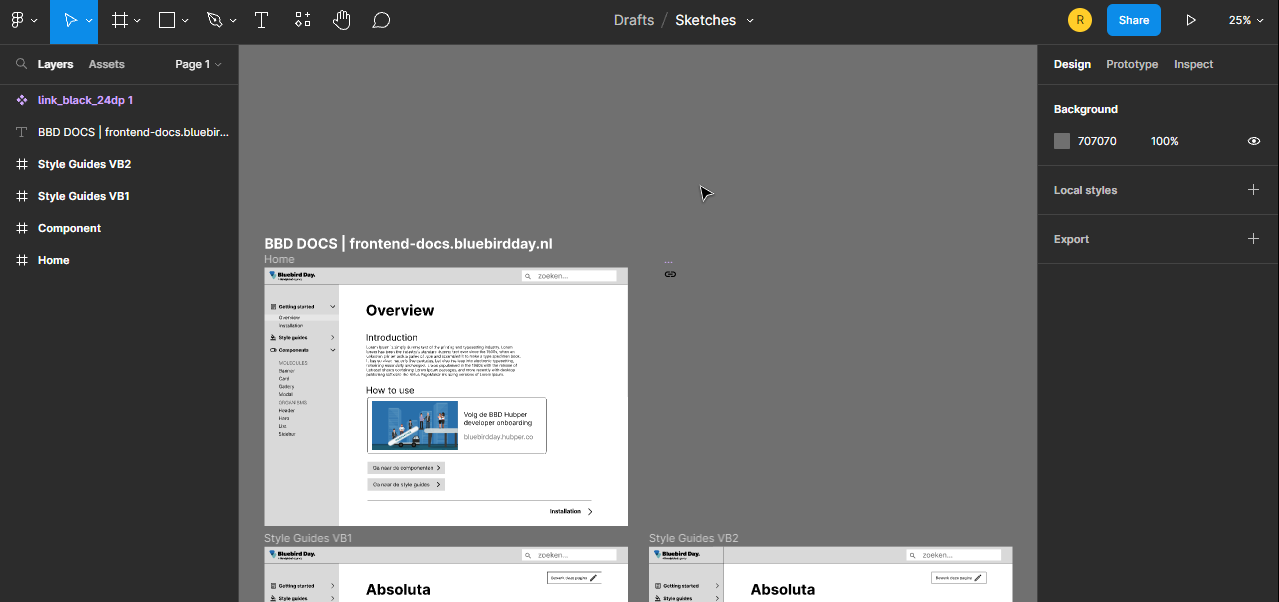 Drafts / Sketches
R
Share
25%
Layers
Assets
Page 1
link_black_24dp 1
BBD DOCS | frontend-docs.bluebir...
Style Guides VB2
Style Guides VB1
Component
Home
Design
Prototype
Inspect
Background
707070
100%
Local styles
Export
BBD DOCS | frontend-docs.bluebirdday.nl
Home
...
Bluebird Day.
zoeken...
Getting started
Overview
Installation
Style guides
Components
MOLECULES
Banner
Card
Gallery
Modal
ORGANISMS
Header
Hero
List
Sidebar
Overview
Introduction
How to use
Volg de BBD Hubper
developer onboarding
bluebirdday.hubper.co
Ga naar de componenten
Ga naar de style guides
Installation
Style Guides VB1
Bluebird Day.
zoeken...
Getting started
Style guides
Bewerk deze pagina
Absoluta
Style Guides VB2
Bluebird Day.
zoeken...
Getting started
Style guides
Bewerk deze pagina
Absoluta